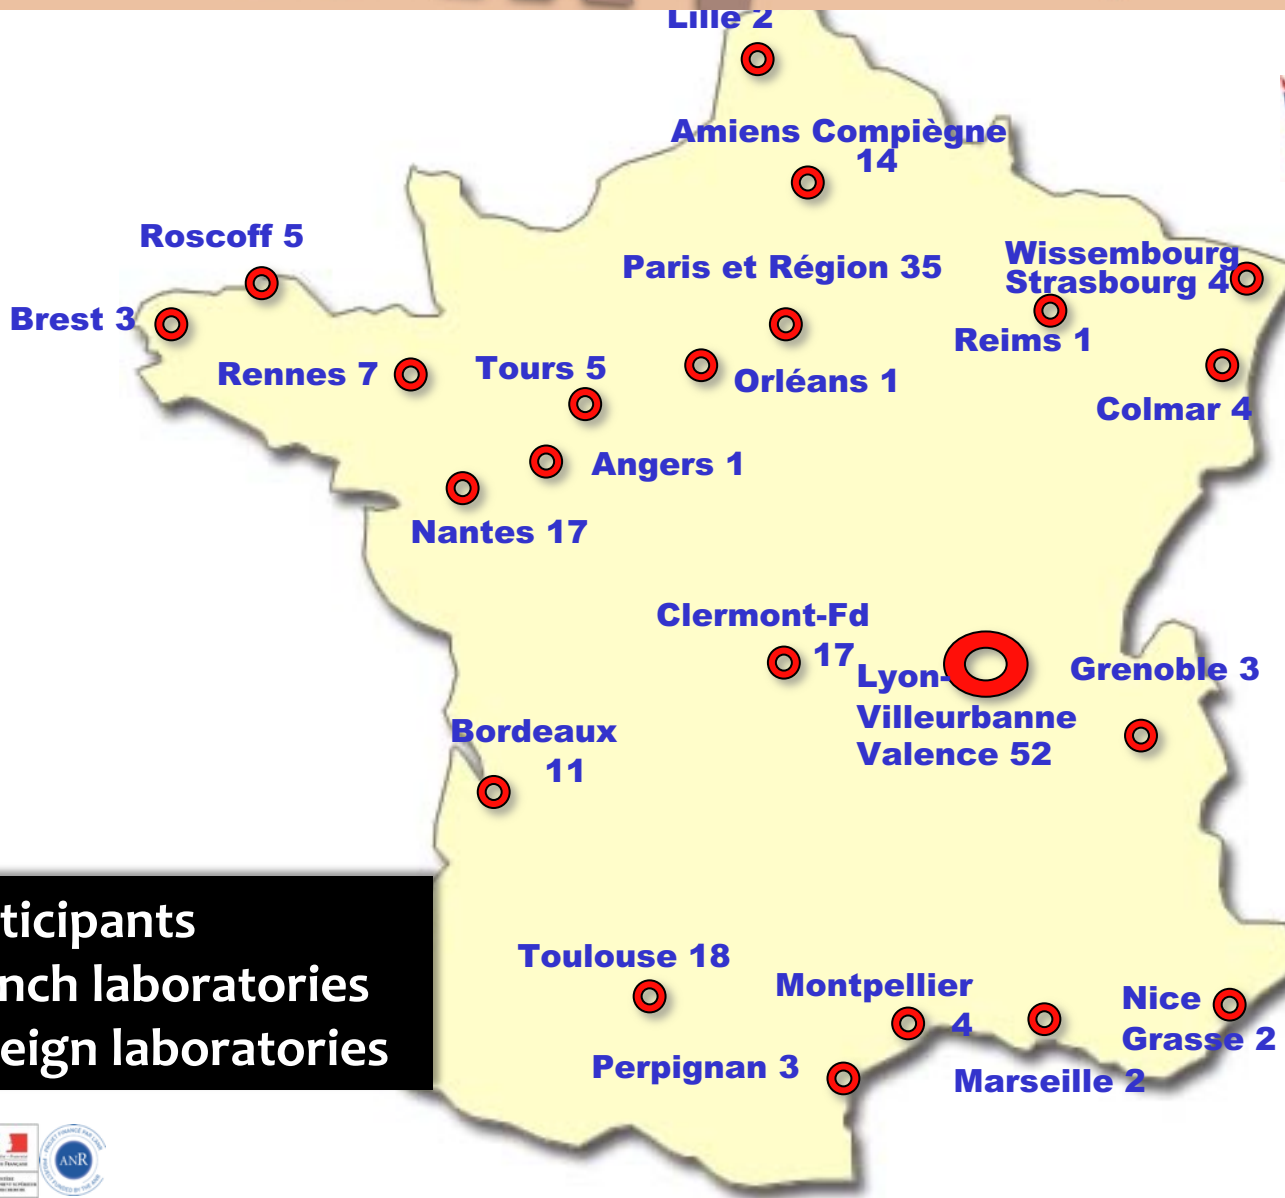 Lille 2
Amiens Compiègne
14
Roscoff 5
Paris et Région 35
Wissembourg
Strasbourg 4
Brest 3
Reims 1
Rennes 7
Tours 5
Orléans 1
Colmar 4
Angers 1
Nantes 17
Clermont-Fd
17
Lyon-
Villeurbanne
Valence 52
Grenoble 3
Bordeaux
11
ticipants
nch laboratories
eign laboratories
Toulouse 18
Montpellier
4
Nice
Grasse 2
Perpignan 3
Marseille 2
ANR